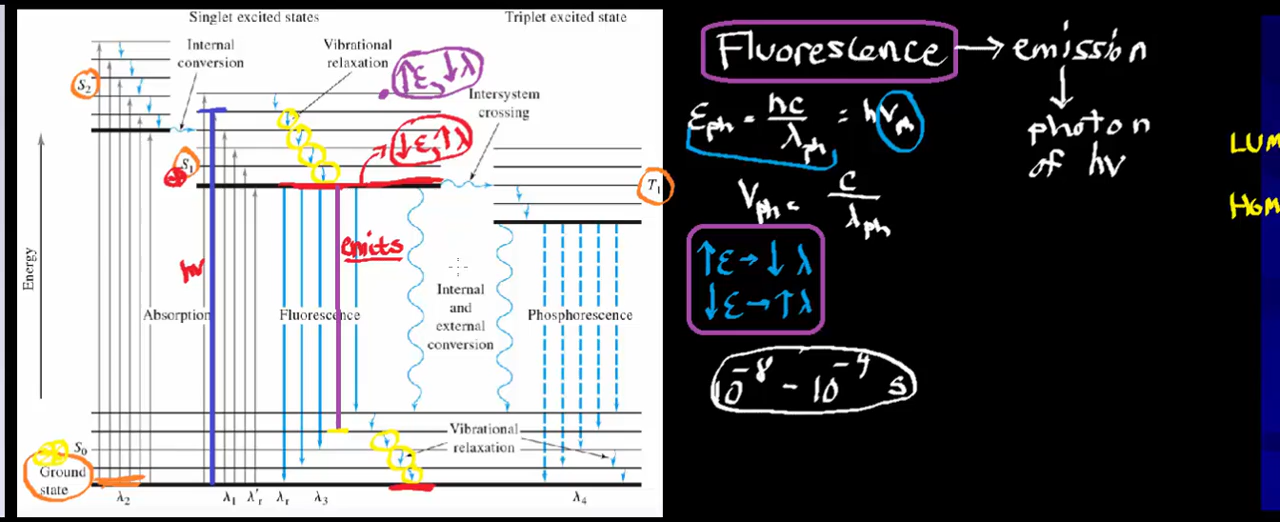 Singlet excited states
Triplet excited state
Internal
conversion
Vibrational
relaxation
↑E, ↓λ
S₂
Intersystem
crossing
↓E, ↑λ
S₁
T₁
emits
hν
Energy
Internal
and
external
conversion
Absorption
Fluorescence
Phosphorescence
Vibrational
relaxation
S₀
Ground
state
λ₂
λ₁
λ'ᵣ
λᵣ
λ₃
λ₄
Fluorescence → emission
↓
photon
of hν
Eph = hc/λph = hνph
νph = c/λph
↑E → ↓λ
↓E → ↑λ
10⁻⁸ - 10⁻⁴ s
LUM
HOM